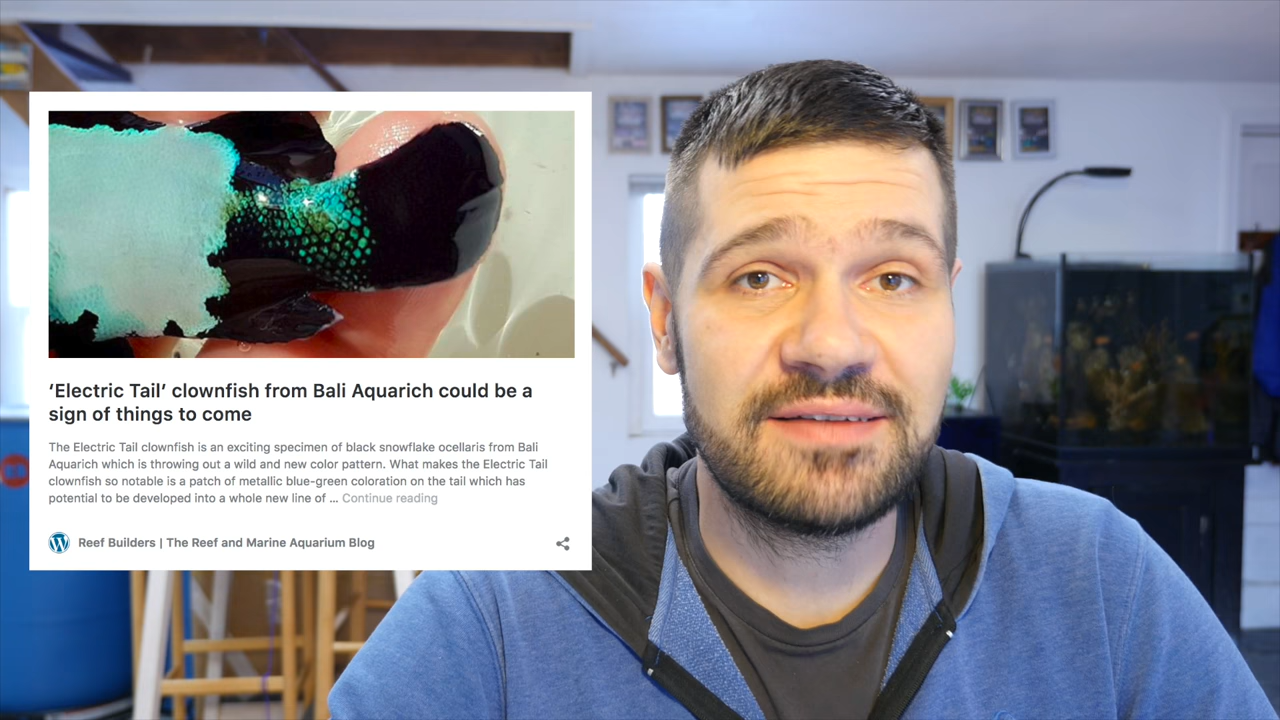 ‘Electric Tail’ clownfish from Bali Aquarich could be a
sign of things to come
The Electric Tail clownfish is an exciting specimen of black snowflake ocellaris from Bali
Aquarich which is throwing out a wild and new color pattern. What makes the Electric Tail
clownfish so notable is a patch of metallic blue-green coloration on the tail which has
potential to be developed into a whole new line of ... Continue reading
Reef Builders | The Reef and Marine Aquarium Blog